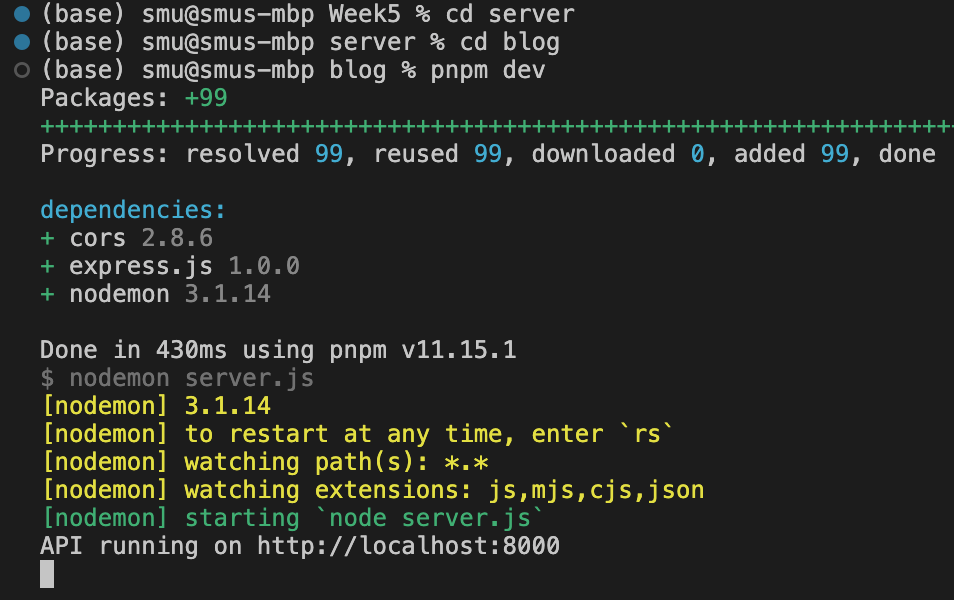 (base) smu@smus-mbp Week5 % cd server
(base) smu@smus-mbp server % cd blog
(base) smu@smus-mbp blog % pnpm dev
Packages: +99
++++++++++++++++++++++++++++++++++++++++++++++++++++++++++++++++
Progress: resolved 99, reused 99, downloaded 0, added 99, done
dependencies:
+ cors 2.8.6
+ express.js 1.0.0
+ nodemon 3.1.14
Done in 430ms using pnpm v11.15.1
$ nodemon server.js
[nodemon] 3.1.14
[nodemon] to restart at any time, enter `rs`
[nodemon] watching path(s): *.*
[nodemon] watching extensions: js,mjs,cjs,json
[nodemon] starting `node server.js`
API running on http://localhost:8000